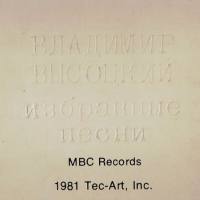 ВЛАДИМИР
ВЫСОЦКИЙ
избранные
песни
MBC Records
1981 Tec-Art, Inc.